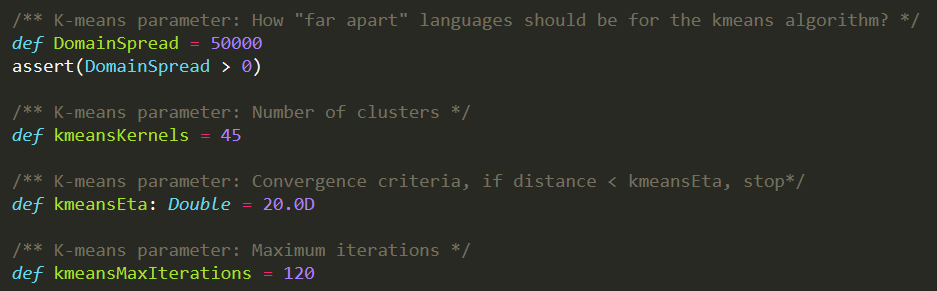 /** K-means parameter: How "far apart" languages should be for the kmeans algorithm? */
def DomainSpread = 50000
assert(DomainSpread > 0)
/** K-means parameter: Number of clusters */
def kmeansKernels = 45
/** K-means parameter: Convergence criteria, if distance < kmeansEta, stop*/
def kmeansEta: Double = 20.0D
/** K-means parameter: Maximum iterations */
def kmeansMaxIterations = 120